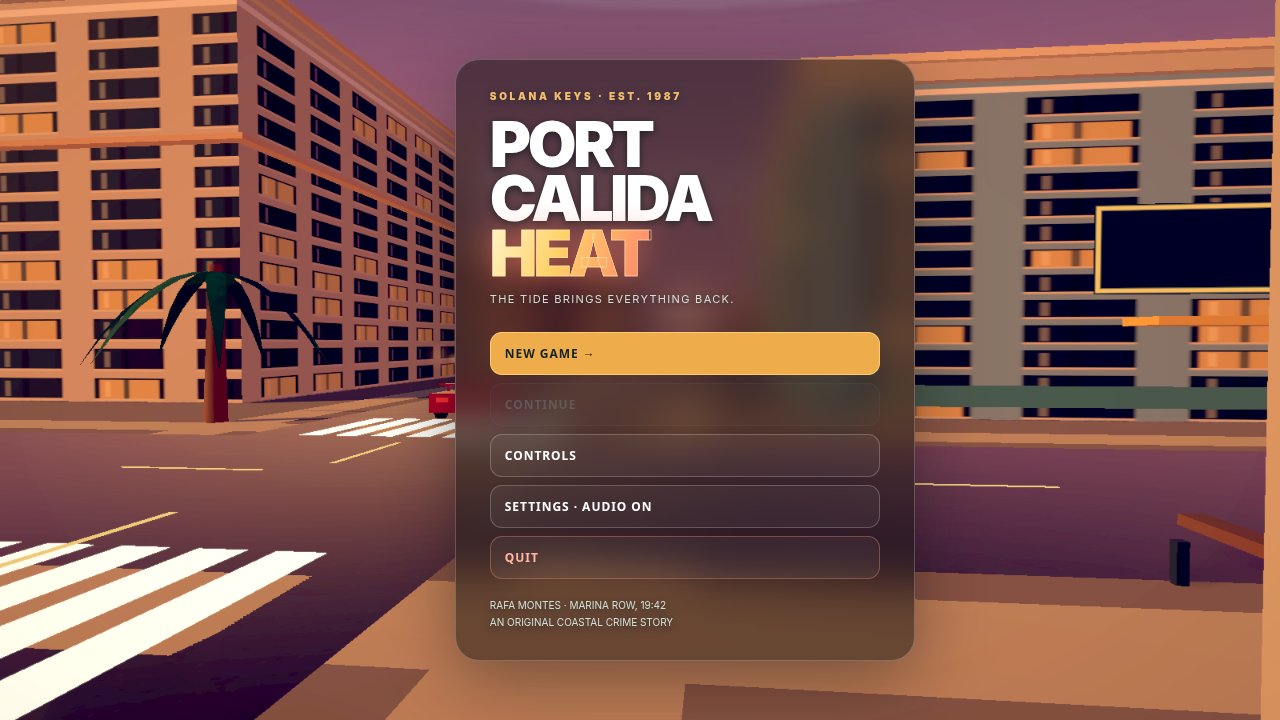 SOLANA KEYS · EST. 1987
PORT
CALIDA
HEAT
THE TIDE BRINGS EVERYTHING BACK.
NEW GAME →
CONTINUE
CONTROLS
SETTINGS · AUDIO ON
QUIT
RAFA MONTES · MARINA ROW, 19:42
AN ORIGINAL COASTAL CRIME STORY